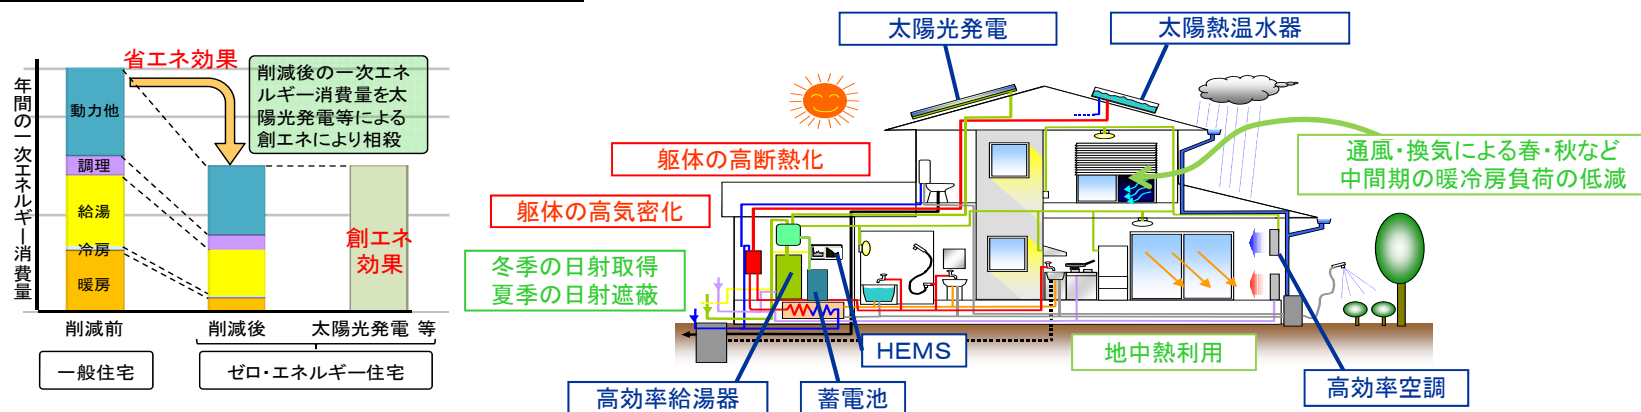 省エネ効果
削減後の一次エネ
ルギー消費量を太
陽光発電等による
創エネにより相殺
年間の一次エネルギー消費量
動力他
調理
給湯
冷房
暖房
創エネ
効果
削減前
削減後
太陽光発電 等
一般住宅
ゼロ・エネルギー住宅
太陽光発電
太陽熱温水器
躯体の高断熱化
躯体の高気密化
冬季の日射取得
夏季の日射遮蔽
通風・換気による春・秋など
中間期の暖冷房負荷の低減
HEMS
地中熱利用
高効率給湯器
蓄電池
高効率空調